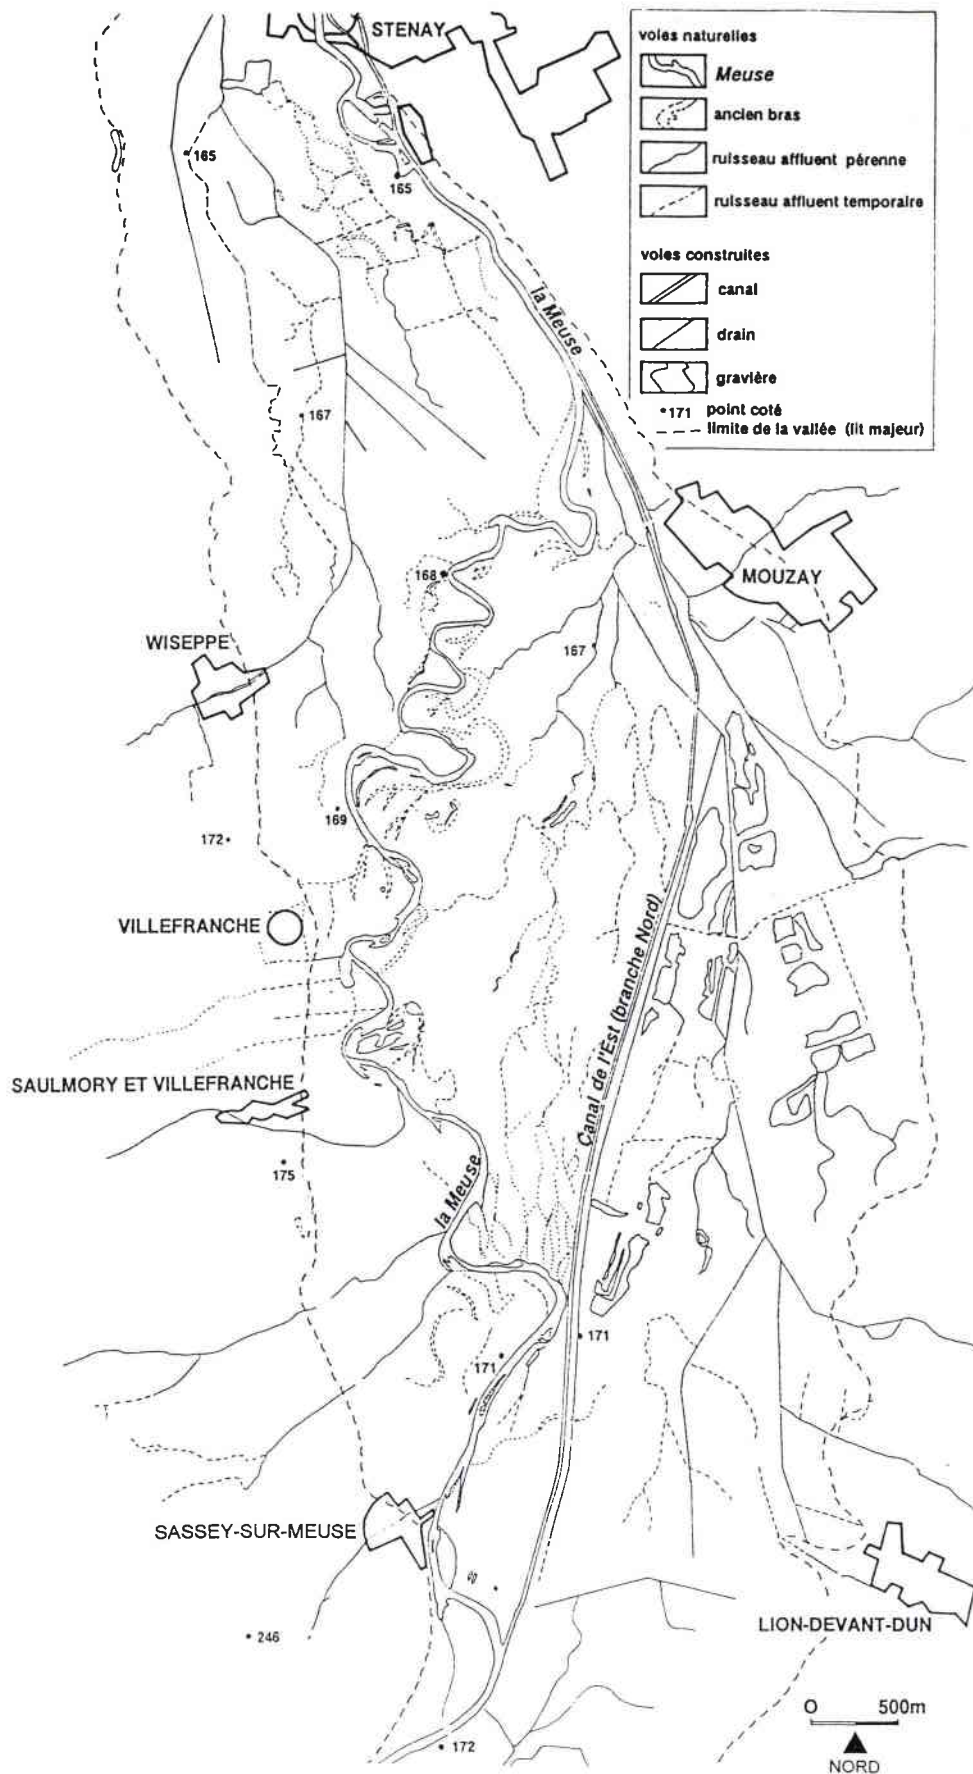 STENAY
voies naturelles
Meuse
ancien bras
ruisseau affluent pérenne
ruisseau affluent temporaire
voies construites
canal
drain
gravière
171 point coté
limite de la vallée (lit majeur)
165
165
la Meuse
167
168
MOUZAY
WISEPPE
167
169
172
VILLEFRANCHE
Canal de l'Est (branche Nord)
SAULMORY ET VILLEFRANCHE
175
la Meuse
171
171
SASSEY-SUR-MEUSE
LION-DEVANT-DUN
246
O 500m
172
NORD